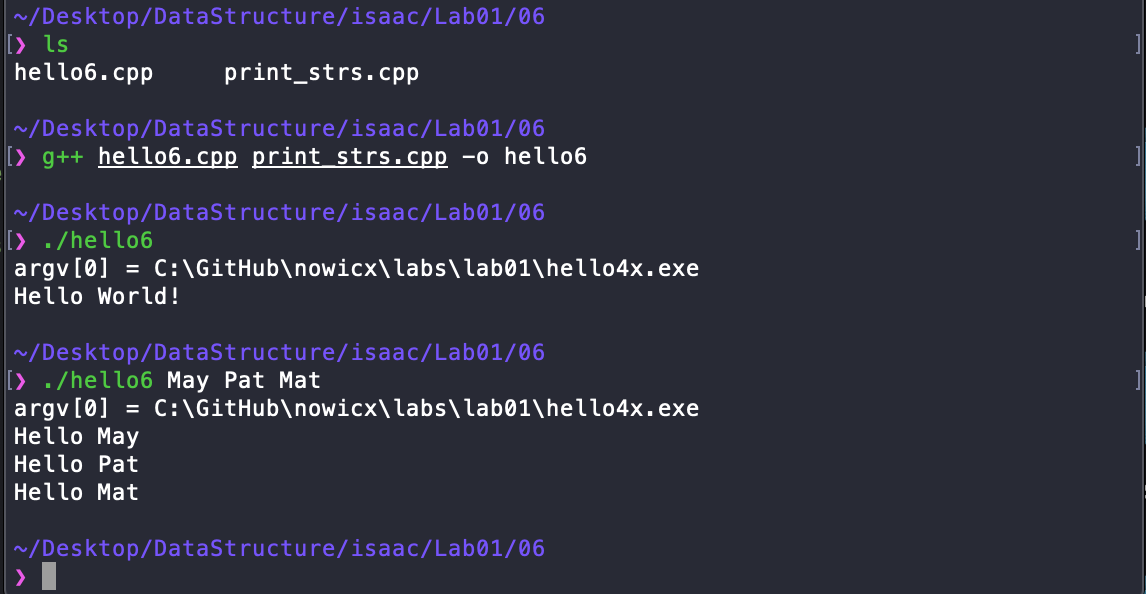 ~/Desktop/DataStructure/isaac/Lab01/06
[❯ ls ]
hello6.cpp     print_strs.cpp
~/Desktop/DataStructure/isaac/Lab01/06
[❯ g++ hello6.cpp print_strs.cpp -o hello6 ]
~/Desktop/DataStructure/isaac/Lab01/06
[❯ ./hello6 ]
argv[0] = C:\GitHub\nowicx\labs\lab01\hello4x.exe
Hello World!
~/Desktop/DataStructure/isaac/Lab01/06
[❯ ./hello6 May Pat Mat ]
argv[0] = C:\GitHub\nowicx\labs\lab01\hello4x.exe
Hello May
Hello Pat
Hello Mat
~/Desktop/DataStructure/isaac/Lab01/06
❯